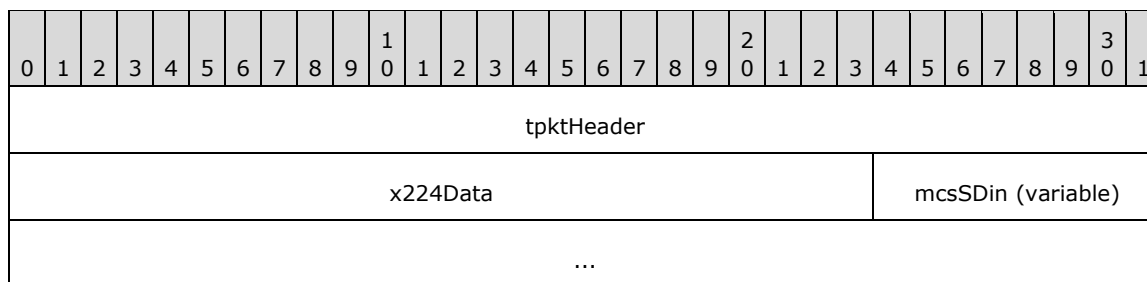 1 2 3
0 1 2 3 4 5 6 7 8 9 0 1 2 3 4 5 6 7 8 9 0 1 2 3 4 5 6 7 8 9 0 1
tpktHeader
x224Data mcsSDin (variable)
...